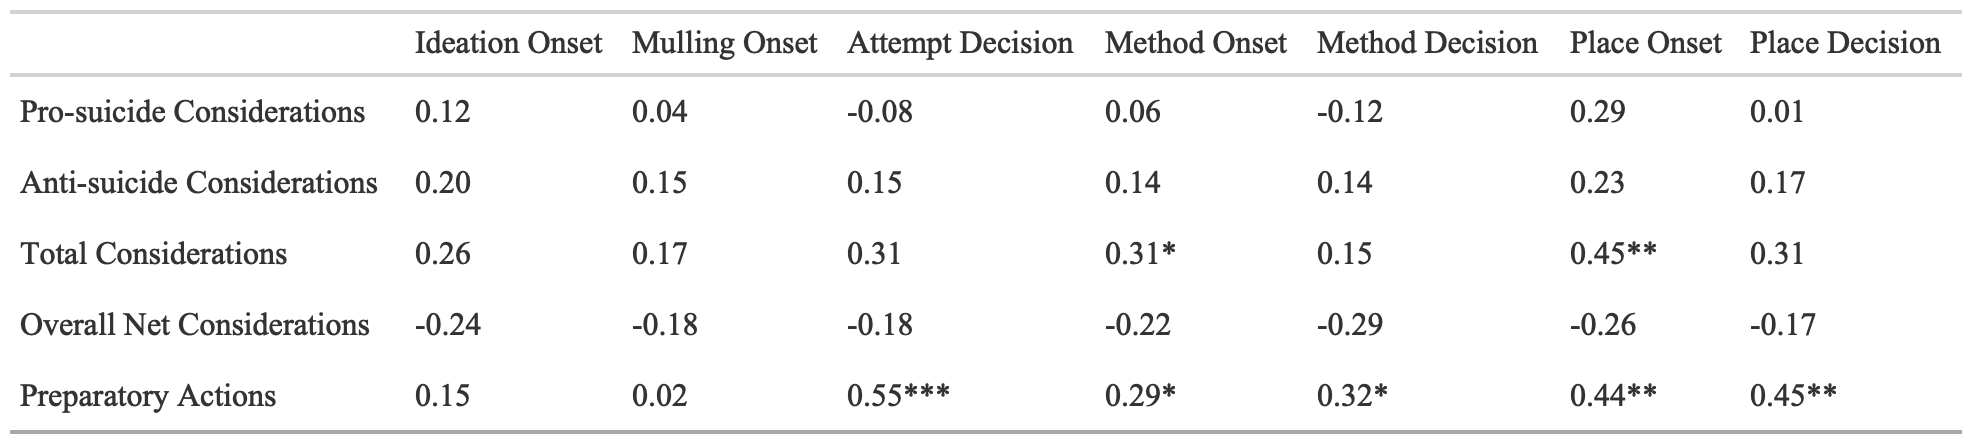 Ideation Onset Mulling Onset Attempt Decision Method Onset Method Decision Place Onset Place Decision
Pro-suicide Considerations 0.12 0.04 -0.08 0.06 -0.12 0.29 0.01
Anti-suicide Considerations 0.20 0.15 0.15 0.14 0.14 0.23 0.17
Total Considerations 0.26 0.17 0.31 0.31* 0.15 0.45** 0.31
Overall Net Considerations -0.24 -0.18 -0.18 -0.22 -0.29 -0.26 -0.17
Preparatory Actions 0.15 0.02 0.55*** 0.29* 0.32* 0.44** 0.45**